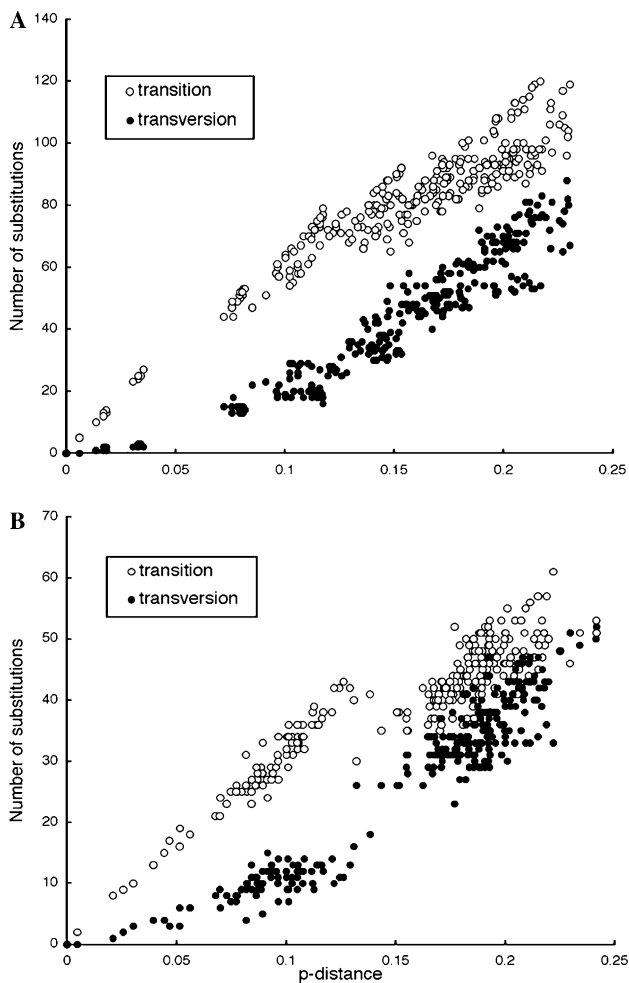 A
140
120
100
80
60
40
20
0
Number of substitutions
transition
transversion
0 0.05 0.1 0.15 0.2 0.25
B
70
60
50
40
30
20
10
0
Number of substitutions
transition
transversion
0 0.05 0.1 0.15 0.2 0.25
p-distance